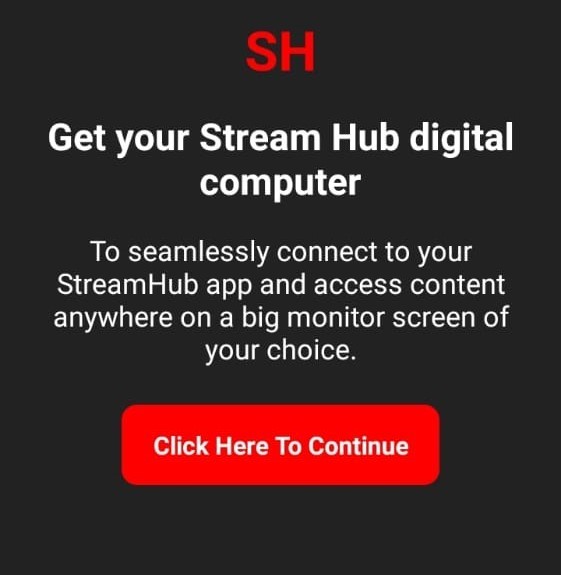 SH
Get your Stream Hub digital
computer
To seamlessly connect to your
StreamHub app and access content
anywhere on a big monitor screen of
your choice.
Click Here To Continue